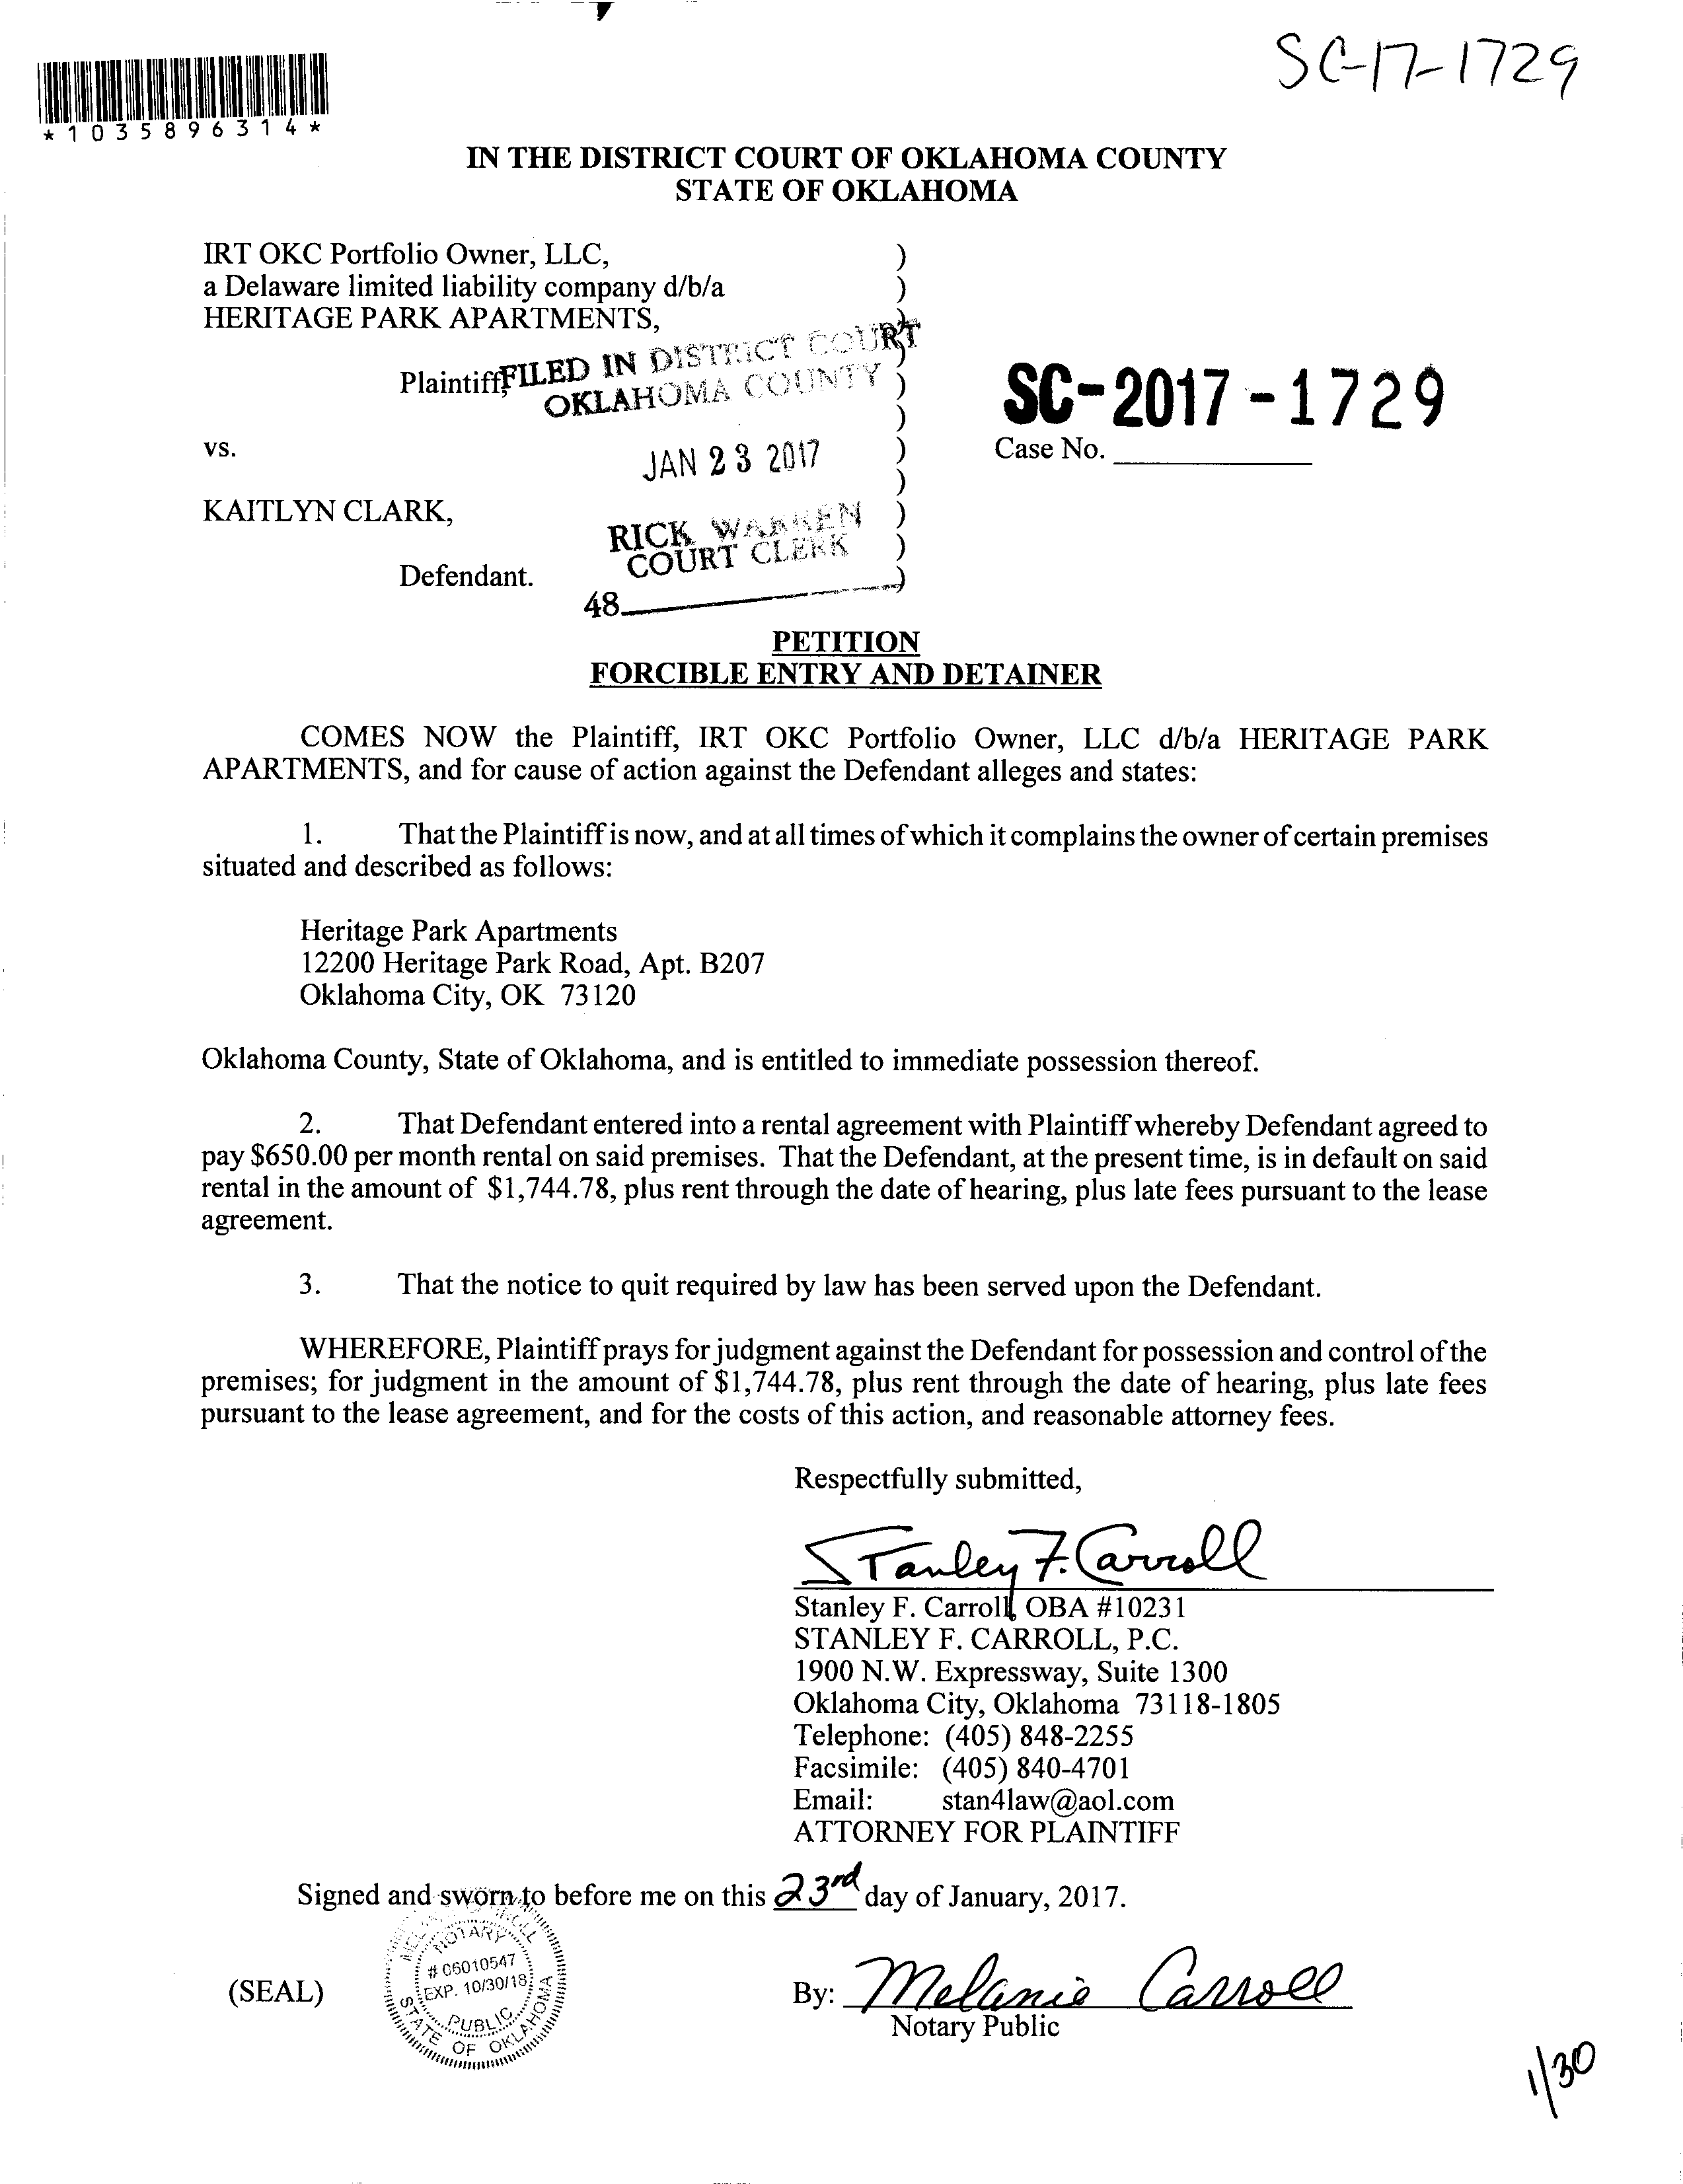 SC-17-1729
*1035896314*
IN THE DISTRICT COURT OF OKLAHOMA COUNTY
STATE OF OKLAHOMA
IRT OKC Portfolio Owner, LLC, )
a Delaware limited liability company d/b/a )
HERITAGE PARK APARTMENTS, )
FILED IN DISTRICT COURT
OKLAHOMA COUNTY
Plaintiff, )
SC-2017-1729
vs. ) Case No.
JAN 23 2017
KAITLYN CLARK, )
RICK WARREN
COURT CLERK
Defendant. )
48
PETITION
FORCIBLE ENTRY AND DETAINER
COMES NOW the Plaintiff, IRT OKC Portfolio Owner, LLC d/b/a HERITAGE PARK
APARTMENTS, and for cause of action against the Defendant alleges and states:
1. That the Plaintiff is now, and at all times of which it complains the owner of certain premises
situated and described as follows:
Heritage Park Apartments
12200 Heritage Park Road, Apt. B207
Oklahoma City, OK 73120
Oklahoma County, State of Oklahoma, and is entitled to immediate possession thereof.
2. That Defendant entered into a rental agreement with Plaintiff whereby Defendant agreed to
pay $650.00 per month rental on said premises. That the Defendant, at the present time, is in default on said
rental in the amount of $1,744.78, plus rent through the date of hearing, plus late fees pursuant to the lease
agreement.
3. That the notice to quit required by law has been served upon the Defendant.
WHEREFORE, Plaintiff prays for judgment against the Defendant for possession and control of the
premises; for judgment in the amount of $1,744.78, plus rent through the date of hearing, plus late fees
pursuant to the lease agreement, and for the costs of this action, and reasonable attorney fees.
Respectfully submitted,
Stanley F. Carroll
Stanley F. Carroll, OBA #10231
STANLEY F. CARROLL, P.C.
1900 N.W. Expressway, Suite 1300
Oklahoma City, Oklahoma 73118-1805
Telephone: (405) 848-2255
Facsimile: (405) 840-4701
Email: stan4law@aol.com
ATTORNEY FOR PLAINTIFF
Signed and sworn to before me on this 23rd day of January, 2017.
NOTARY
# 06010547
EXP. 10/30/18
PUBLIC
STATE OF OKLAHOMA
(SEAL)
By: Melanie Carroll
Notary Public
1/30